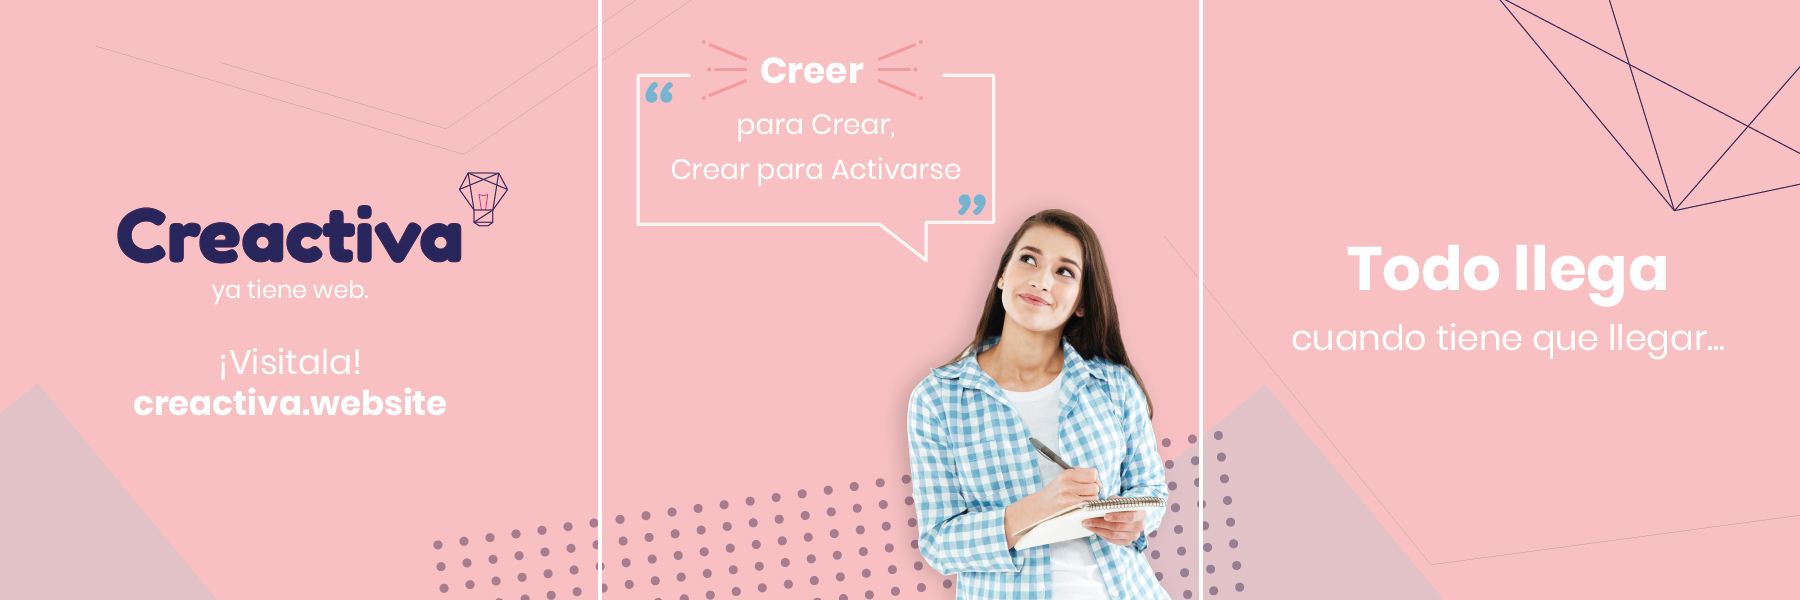 Creactiva
ya tiene web.
¡Visitala!
creactiva.website
“
Creer
para Crear,
Crear para Activarse
”
Todo llega
cuando tiene que llegar...